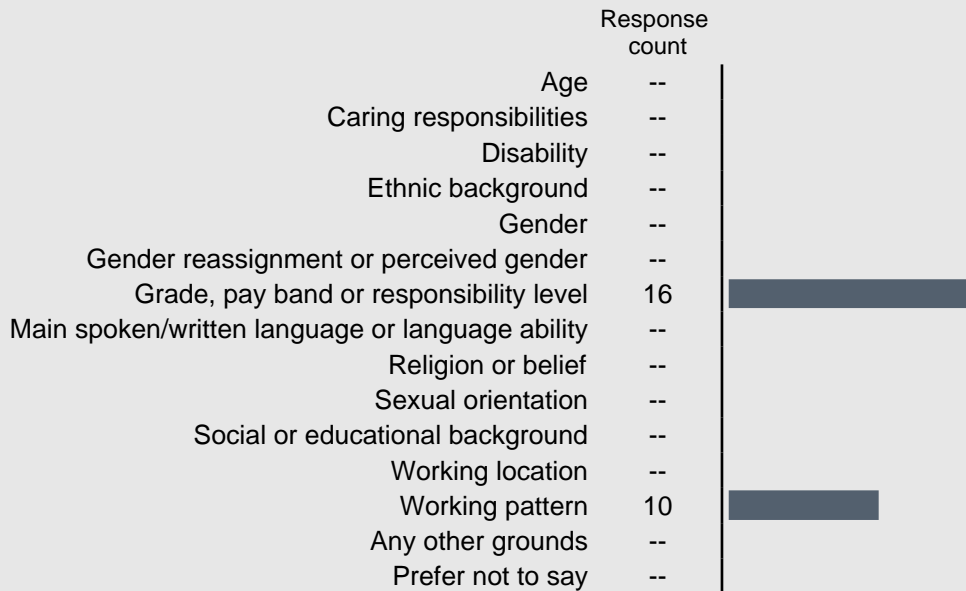 Response
count
Age --
Caring responsibilities --
Disability --
Ethnic background --
Gender --
Gender reassignment or perceived gender --
Grade, pay band or responsibility level 16
Main spoken/written language or language ability --
Religion or belief --
Sexual orientation --
Social or educational background --
Working location --
Working pattern 10
Any other grounds --
Prefer not to say --